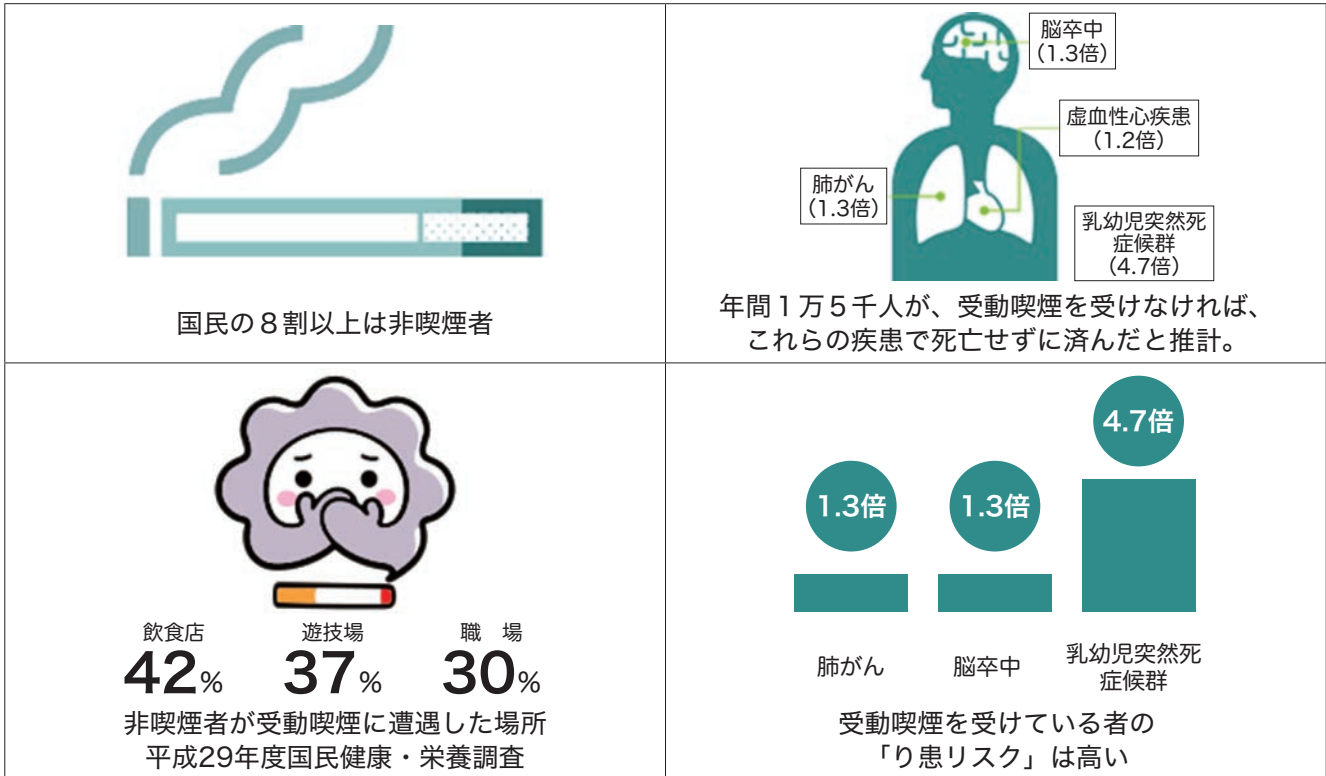 国民の８割以上は非喫煙者
脳卒中
（1.3倍）
虚血性心疾患
（1.2倍）
肺がん
（1.3倍）
乳幼児突然死
症候群
（4.7倍）
年間１万５千人が、受動喫煙を受けなければ、
これらの疾患で死亡せずに済んだと推計。
飲食店 遊技場 職　場
42% 37% 30%
非喫煙者が受動喫煙に遭遇した場所
平成29年度国民健康・栄養調査
4.7倍
1.3倍 1.3倍
肺がん 脳卒中 乳幼児突然死
症候群
受動喫煙を受けている者の
「り患リスク」は高い